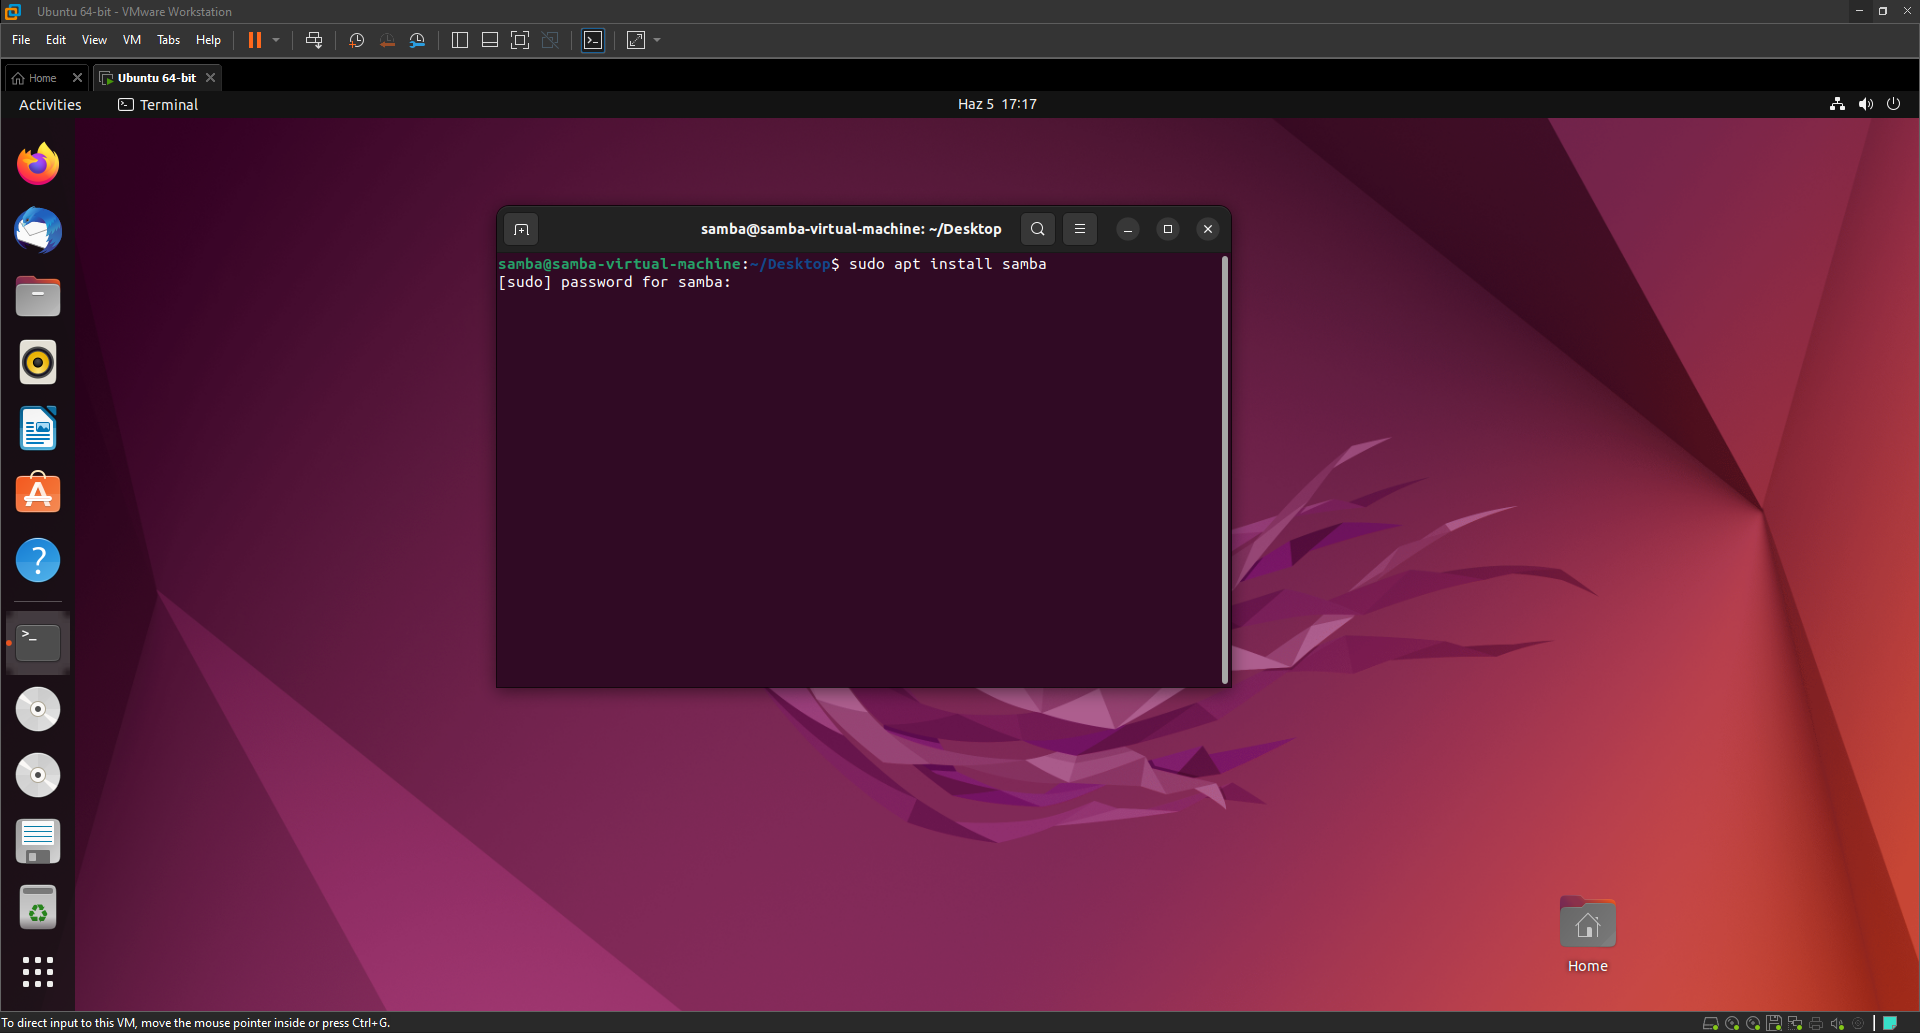 Ubuntu 64-bit - VMware Workstation
File Edit View VM Tabs Help
Home
Ubuntu 64-bit
Activities
Terminal
Haz 5 17:17
samba@samba-virtual-machine: ~/Desktop
samba@samba-virtual-machine:~/Desktop$ sudo apt install samba
[sudo] password for samba:
Home
To direct input to this VM, move the mouse pointer inside or press Ctrl+G.